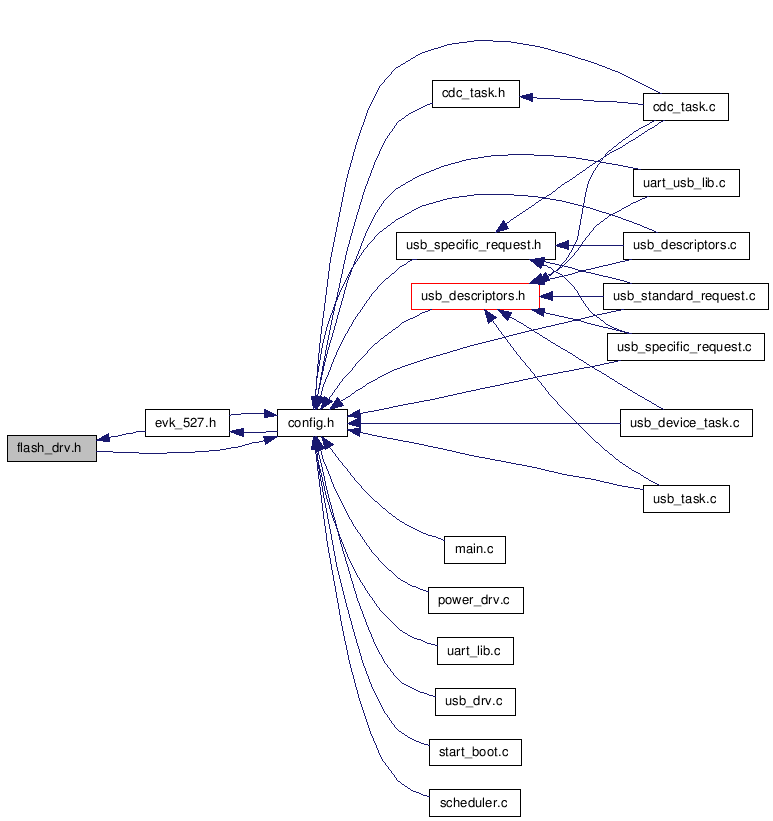 cdc_task.h
cdc_task.c
uart_usb_lib.c
usb_specific_request.h
usb_descriptors.c
usb_descriptors.h
usb_standard_request.c
usb_specific_request.c
evk_527.h
config.h
usb_device_task.c
flash_drv.h
usb_task.c
main.c
power_drv.c
uart_lib.c
usb_drv.c
start_boot.c
scheduler.c